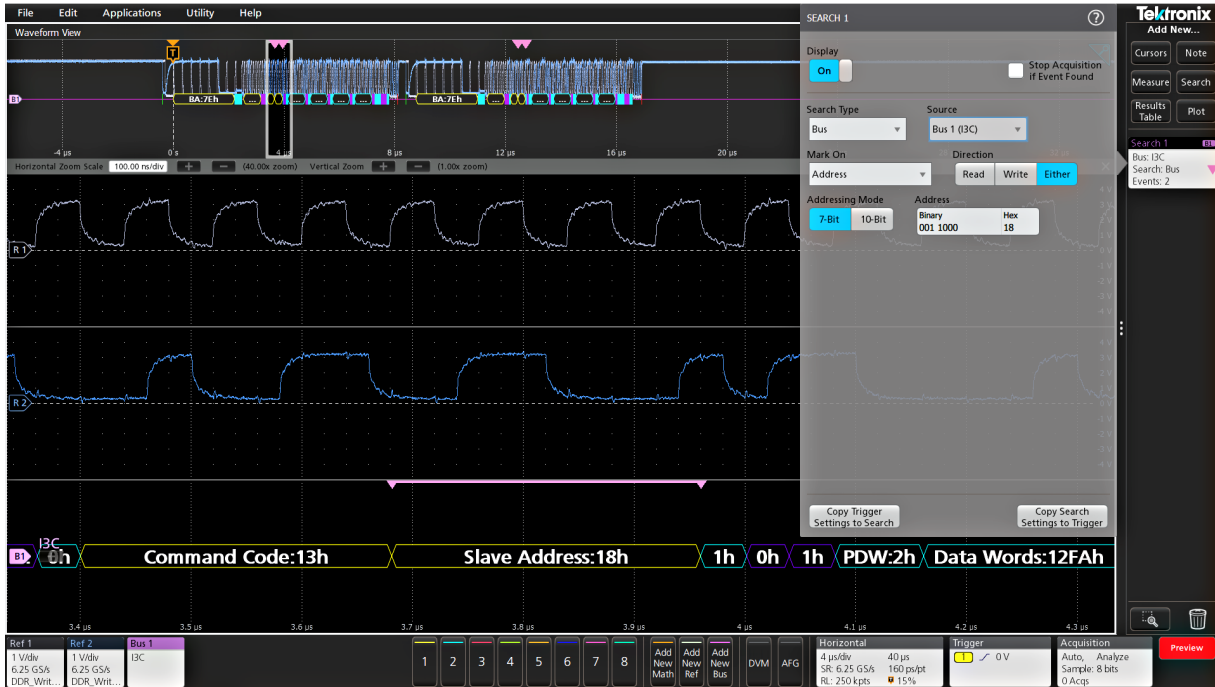 File Edit Applications Utility Help
Tektronix
Add New...
Waveform View
T
B1
BA:7Eh ... ... ... ... ... ... BA:7Eh ... ... ... ... ... ...
-4 µs 0 s 4 µs 8 µs 12 µs 16 µs 20 µs
Horizontal Zoom Scale 100.00 ns/div + − (40.00x zoom) Vertical Zoom + − (1.00x zoom)
R 1
R 2
SEARCH 1 ?
Display
On
Stop Acquisition
if Event Found
Search Type Source
Bus Bus 1 (I3C)
Mark On Direction
Address Read Write Either
Addressing Mode Address
7-Bit 10-Bit
Binary Hex
001 1000 18
Copy Trigger
Settings to Search
Copy Search
Settings to Trigger
Cursors Note
Measure Search
Results
Table
Plot
Search 1 B1
Bus: I3C
Search: Bus
Events: 2
I3C
B1 0h Command Code:13h Slave Address:18h 1h 0h 1h PDW:2h Data Words:12FAh
3.4 µs 3.5 µs 3.6 µs 3.7 µs 3.8 µs 3.9 µs 4 µs 4.1 µs 4.2 µs 4.3 µs
Ref 1
1 V/div
6.25 GS/s
DDR_Writ...
Ref 2
1 V/div
6.25 GS/s
DDR_Writ...
Bus 1
I3C
1 2 3 4 5 6 7 8
Add
New
Math
Add
New
Ref
Add
New
Bus
DVM AFG
Horizontal
4 µs/div 40 µs
SR: 6.25 GS/s 160 ps/pt
RL: 250 kpts 15%
Trigger
1 0 V
Acquisition
Auto, Analyze
Sample: 8 bits
0 Acqs
Preview